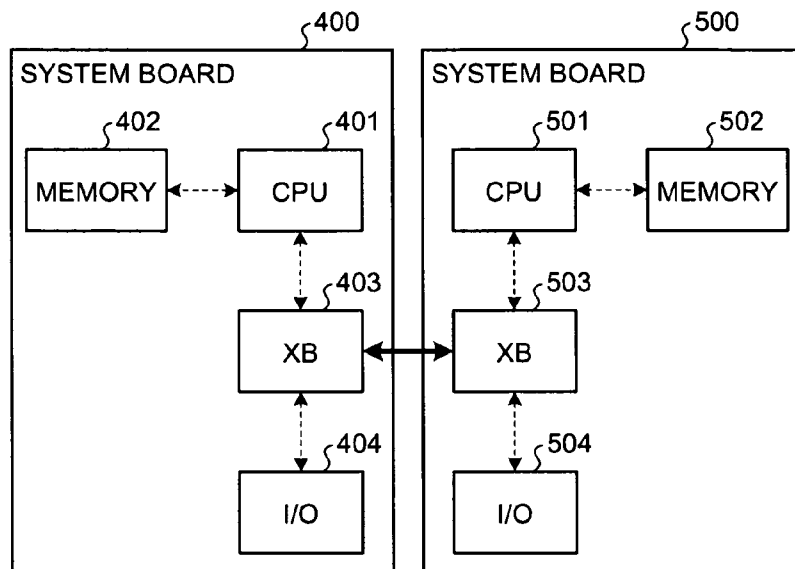 400
500
SYSTEM BOARD
SYSTEM BOARD
402
401
501
502
MEMORY
CPU
CPU
MEMORY
403
503
XB
XB
404
504
I/O
I/O